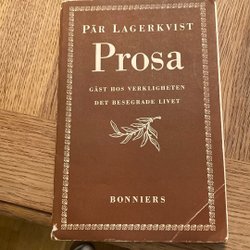 PÄR LAGERKVIST
Prosa
GÄST HOS VERKLIGHETEN
DET BESEGRADE LIVET
BONNIERS